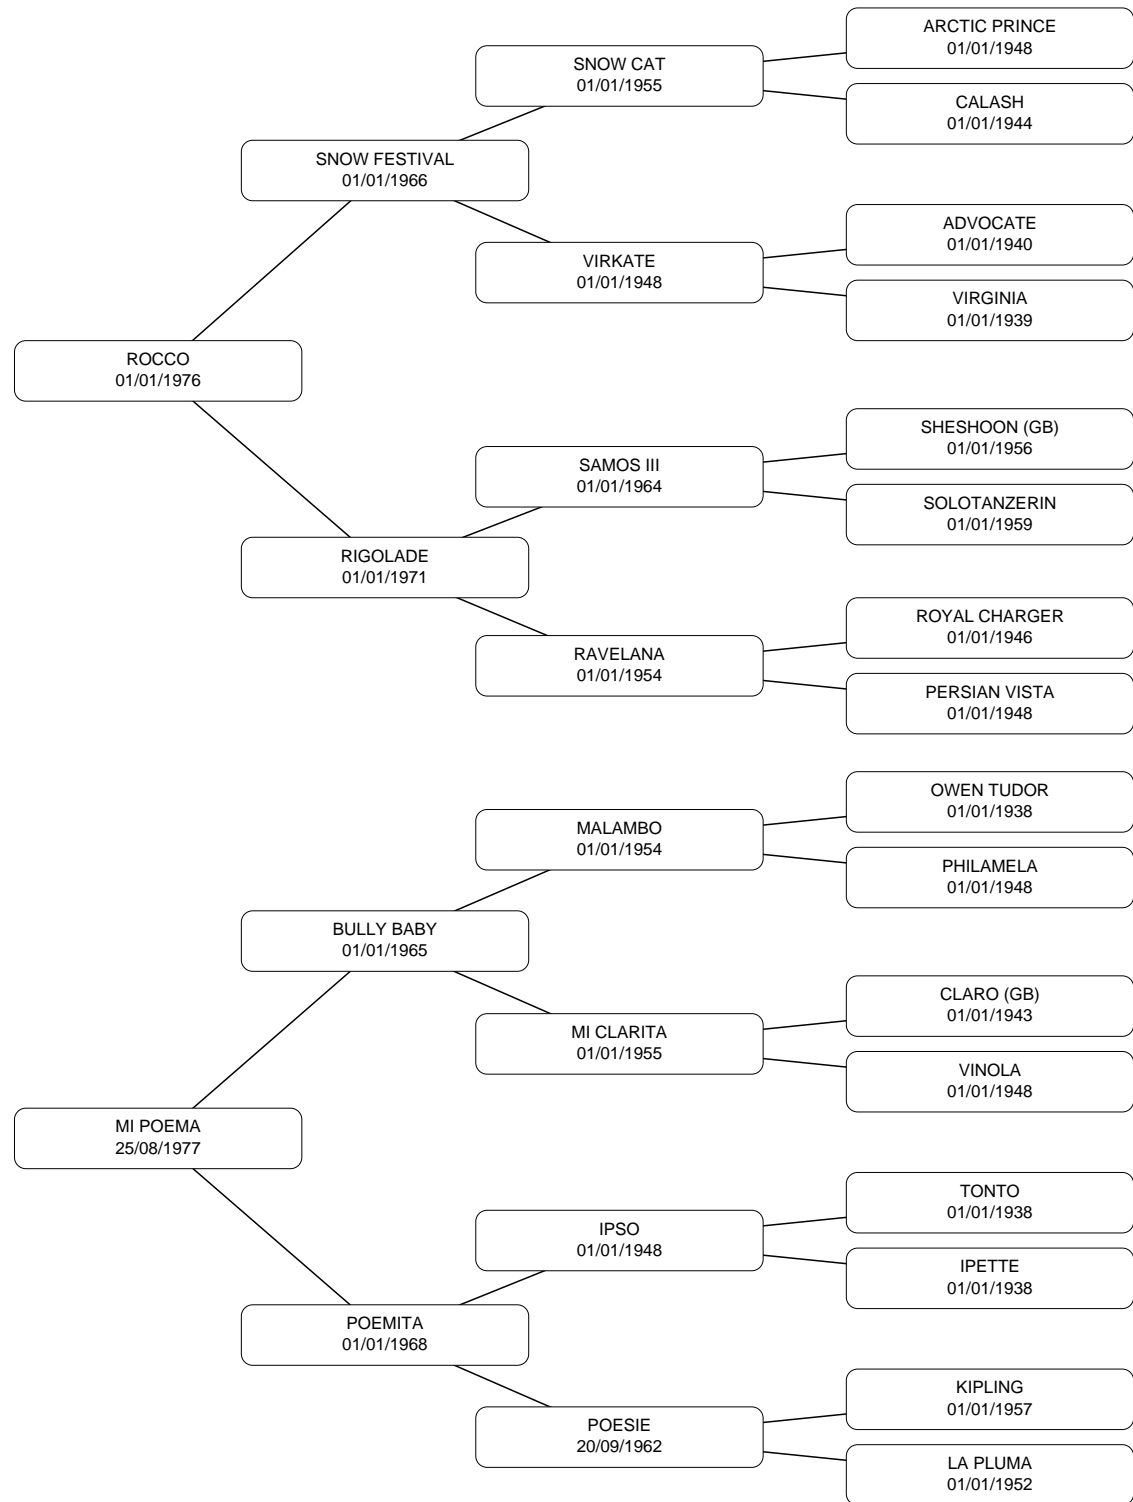 ARCTIC PRINCE
01/01/1948
SNOW CAT
01/01/1955
CALASH
01/01/1944
SNOW FESTIVAL
01/01/1966
ADVOCATE
01/01/1940
VIRKATE
01/01/1948
VIRGINIA
01/01/1939
ROCCO
01/01/1976
SHESHOON (GB)
01/01/1956
SAMOS III
01/01/1964
SOLOTANZERIN
01/01/1959
RIGOLADE
01/01/1971
ROYAL CHARGER
01/01/1946
RAVELANA
01/01/1954
PERSIAN VISTA
01/01/1948
OWEN TUDOR
01/01/1938
MALAMBO
01/01/1954
PHILAMELA
01/01/1948
BULLY BABY
01/01/1965
CLARO (GB)
01/01/1943
MI CLARITA
01/01/1955
VINOLA
01/01/1948
MI POEMA
25/08/1977
TONTO
01/01/1938
IPSO
01/01/1948
IPETTE
01/01/1938
POEMITA
01/01/1968
KIPLING
01/01/1957
POESIE
20/09/1962
LA PLUMA
01/01/1952